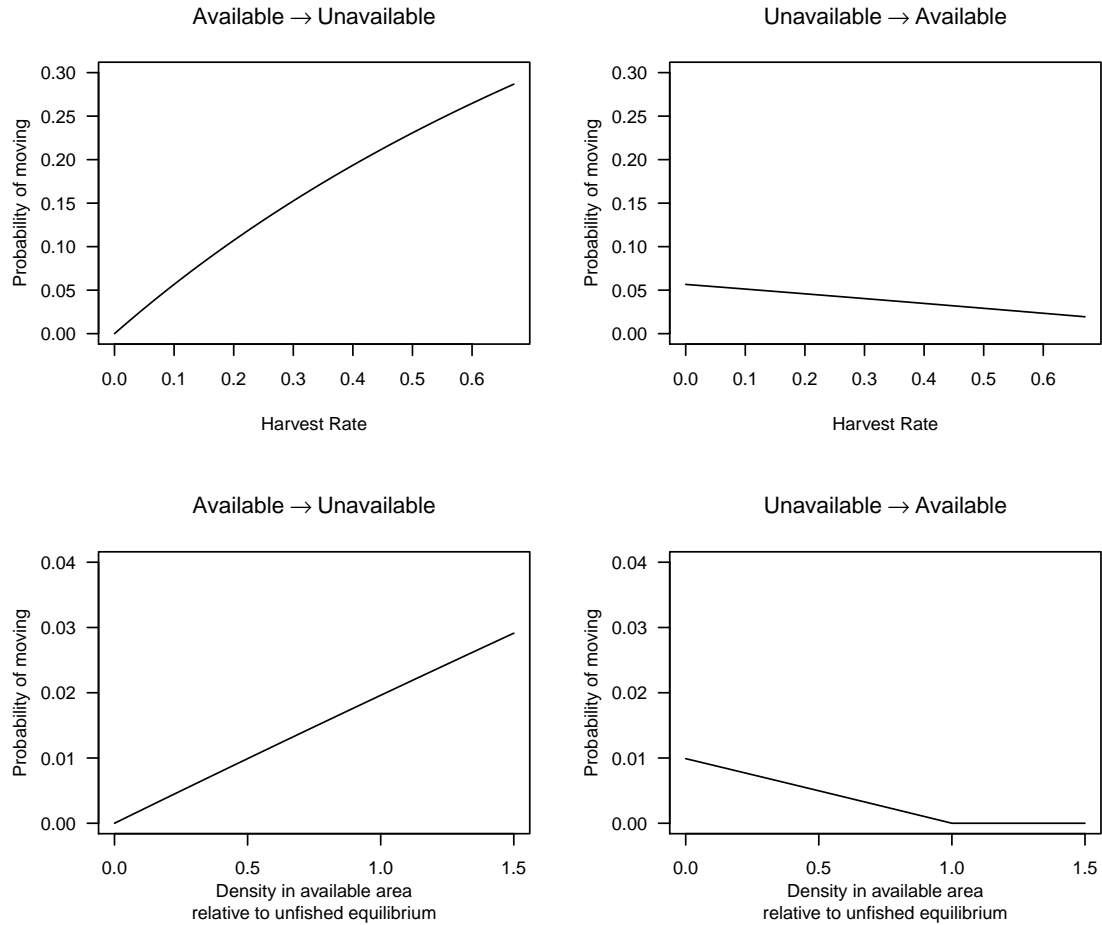 Available → Unavailable
Probability of moving
0.30
0.25
0.20
0.15
0.10
0.05
0.00
0.0 0.1 0.2 0.3 0.4 0.5 0.6
Harvest Rate
Unavailable → Available
Probability of moving
0.30
0.25
0.20
0.15
0.10
0.05
0.00
0.0 0.1 0.2 0.3 0.4 0.5 0.6
Harvest Rate
Available → Unavailable
Probability of moving
0.04
0.03
0.02
0.01
0.00
0.0 0.5 1.0 1.5
Density in available area
relative to unfished equilibrium
Unavailable → Available
Probability of moving
0.04
0.03
0.02
0.01
0.00
0.0 0.5 1.0 1.5
Density in available area
relative to unfished equilibrium